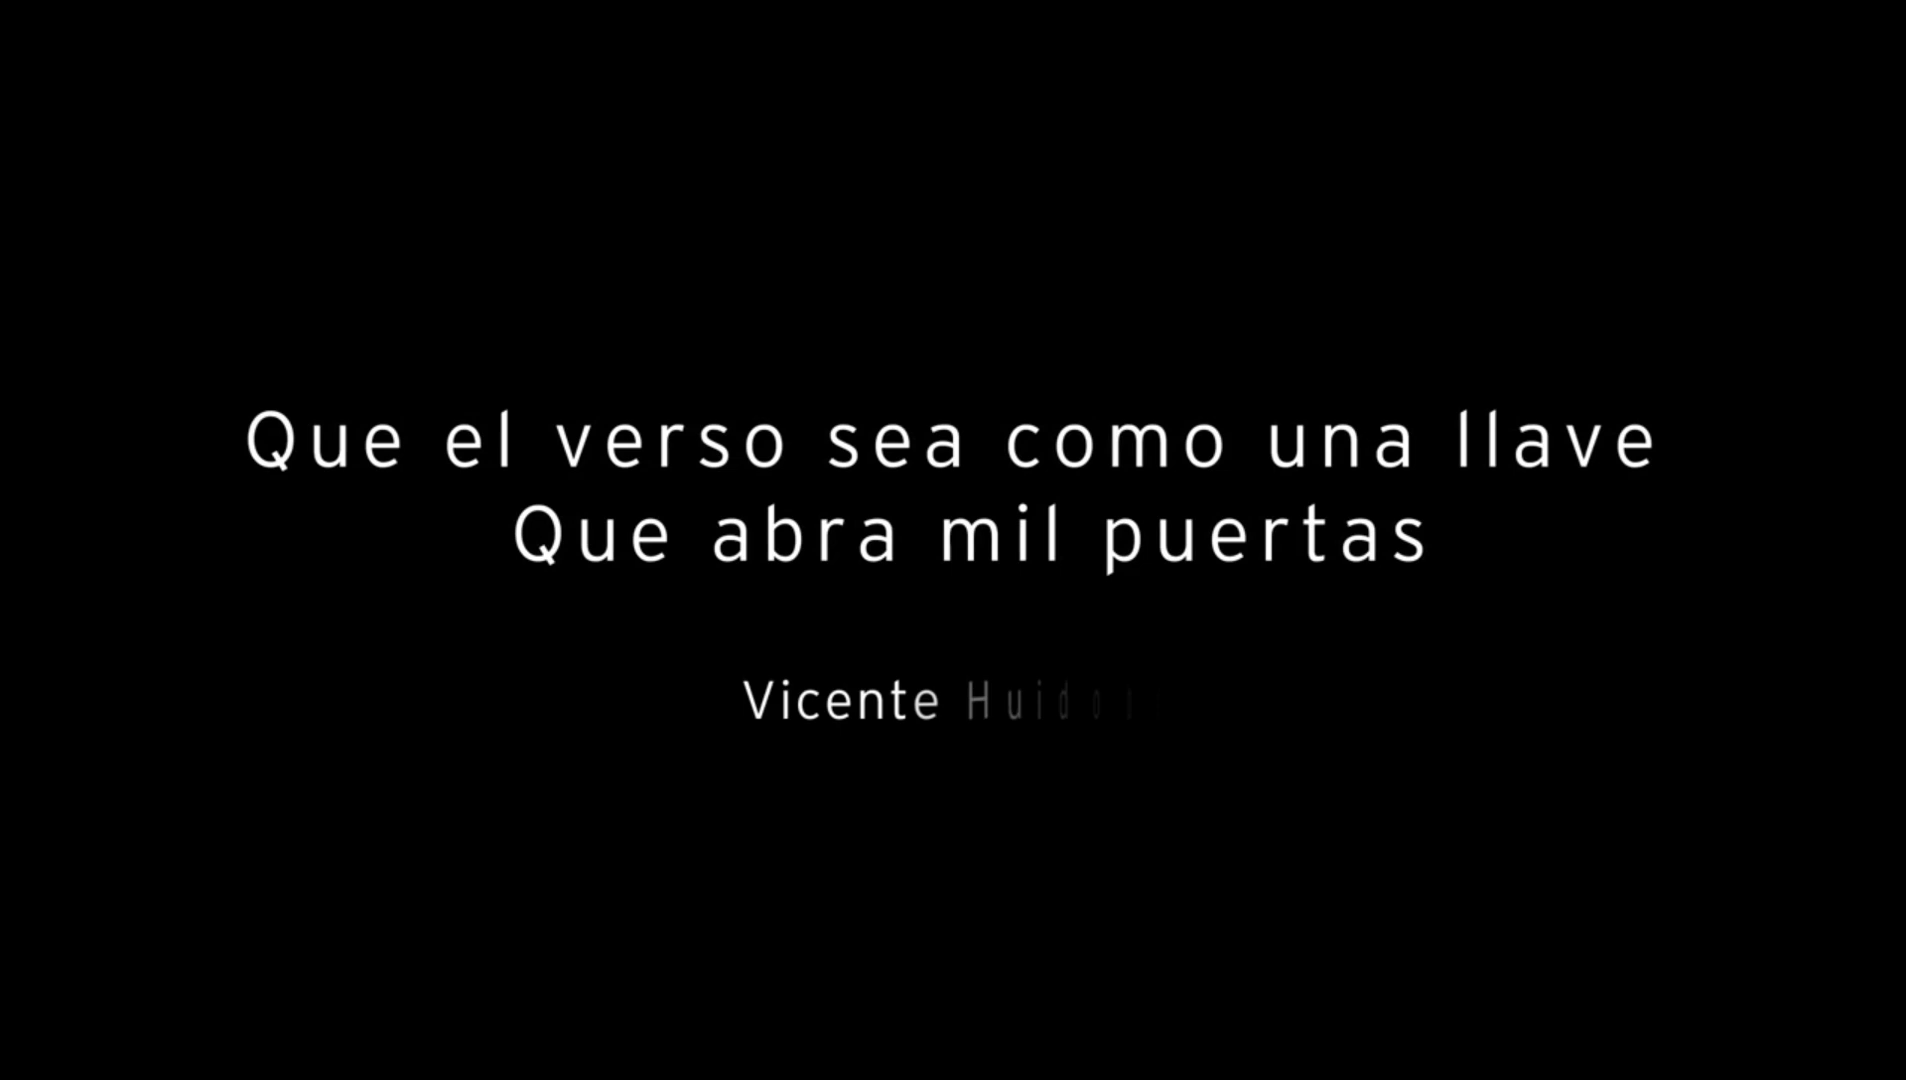 Que el verso sea como una llave
Que abra mil puertas
Vicente